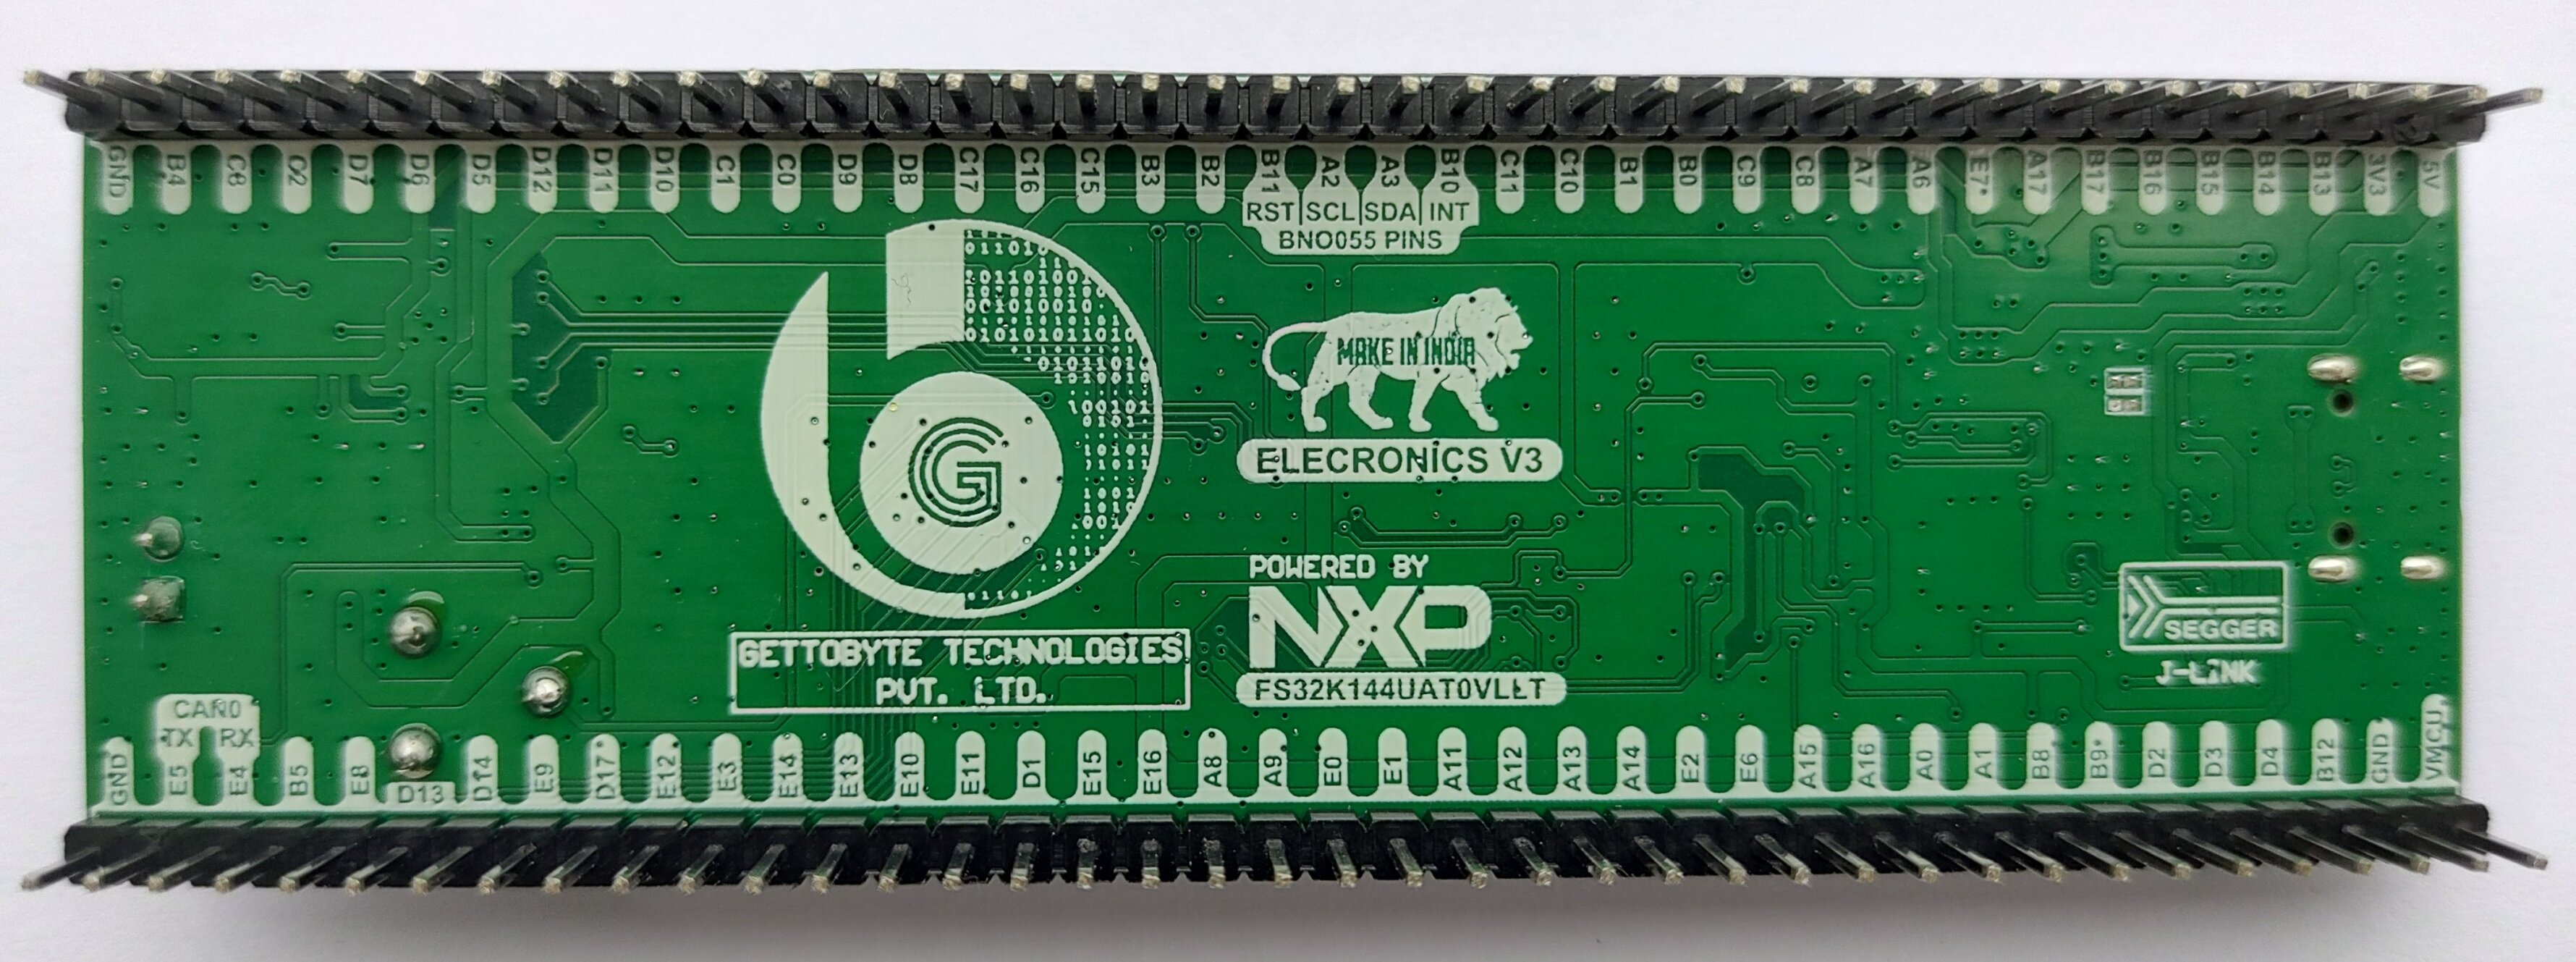 GND B4 C3 C2 D7 D6 D5 D12 D11 D10 C1 C0 D9 D8 C17 C16 C15 B3 B2 B11 A2 A3 B10 C11 C10 B1 B0 C9 C8 A7 A6 E7* A17 B17 B16 B15 B14 B13 3V3 5V
RST SCL SDA INT
BNO055 PINS
MAKE IN INDIA
ELECRONICS V3
G
POWERED BY
NXP
FS32K144UAT0VLLT
GETTOBYTE TECHNOLOGIES
PVT. LTD.
SEGGER
J-LINK
CAN0
TX RX
GND E5 E4 B5 E8 D13 D14 E9 D17 E12 E3 E14 E13 E10 E11 D1 E15 E16 A8 A9 E0 E1 A11 A12 A13 A14 E2 E6 A15 A16 A0 A1 B8 B9* D2 D3 D4 B12 GND VMCU